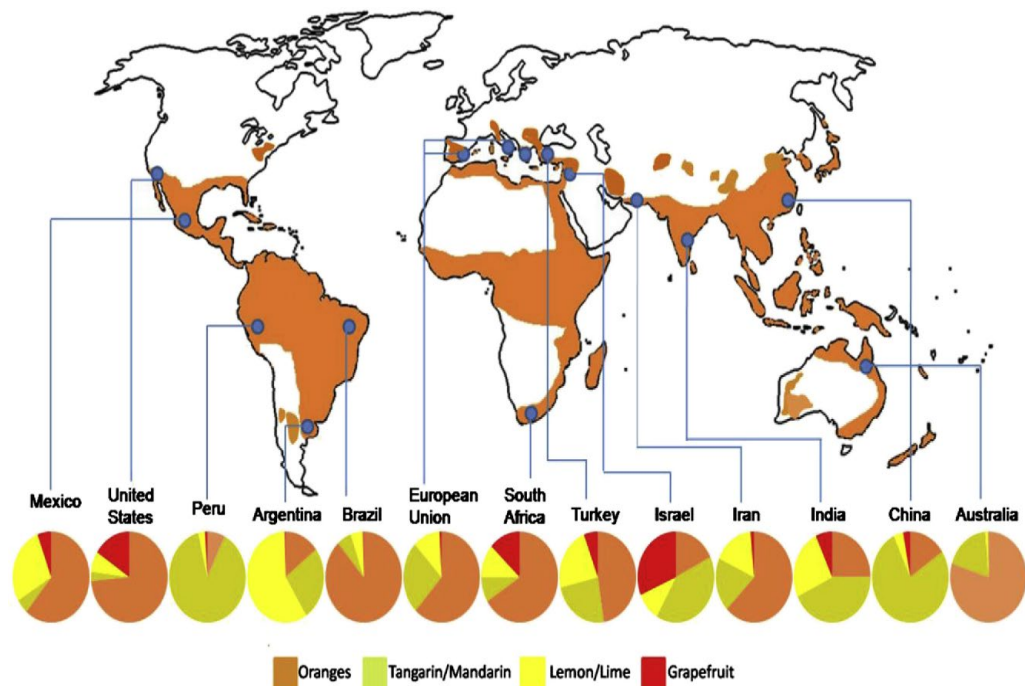 Mexico
United
States
Peru
Argentina
Brazil
European
Union
South
Africa
Turkey
Israel
Iran
India
China
Australia
Oranges
Tangarin/Mandarin
Lemon/Lime
Grapefruit